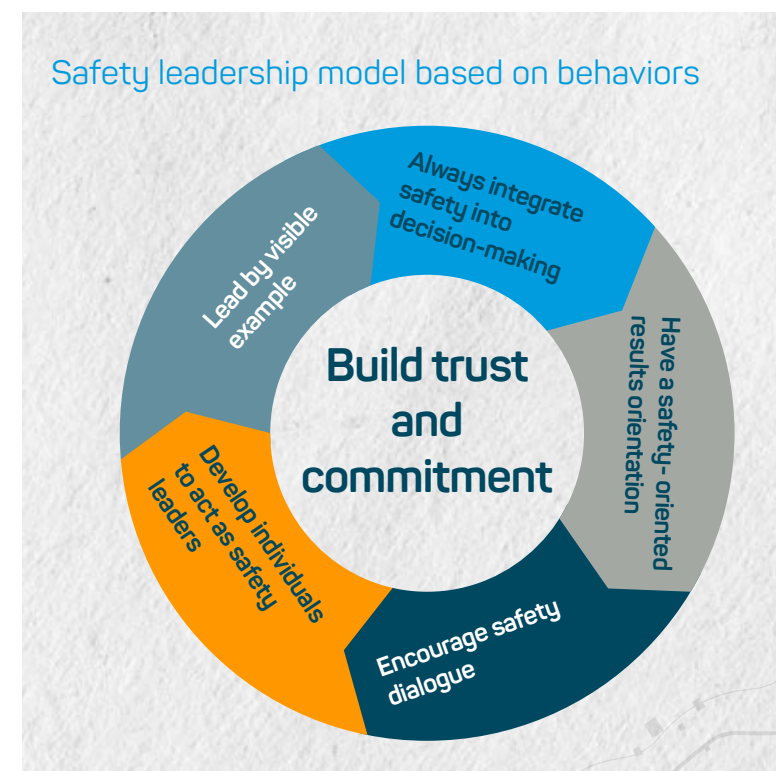 Safety leadership model based on behaviors
Always integrate
safety into
decision-making
Have a safety- oriented
results orientation
Encourage safety
dialogue
Develop individuals
to act as safety
leaders
Lead by visible
example
Build trust
and
commitment